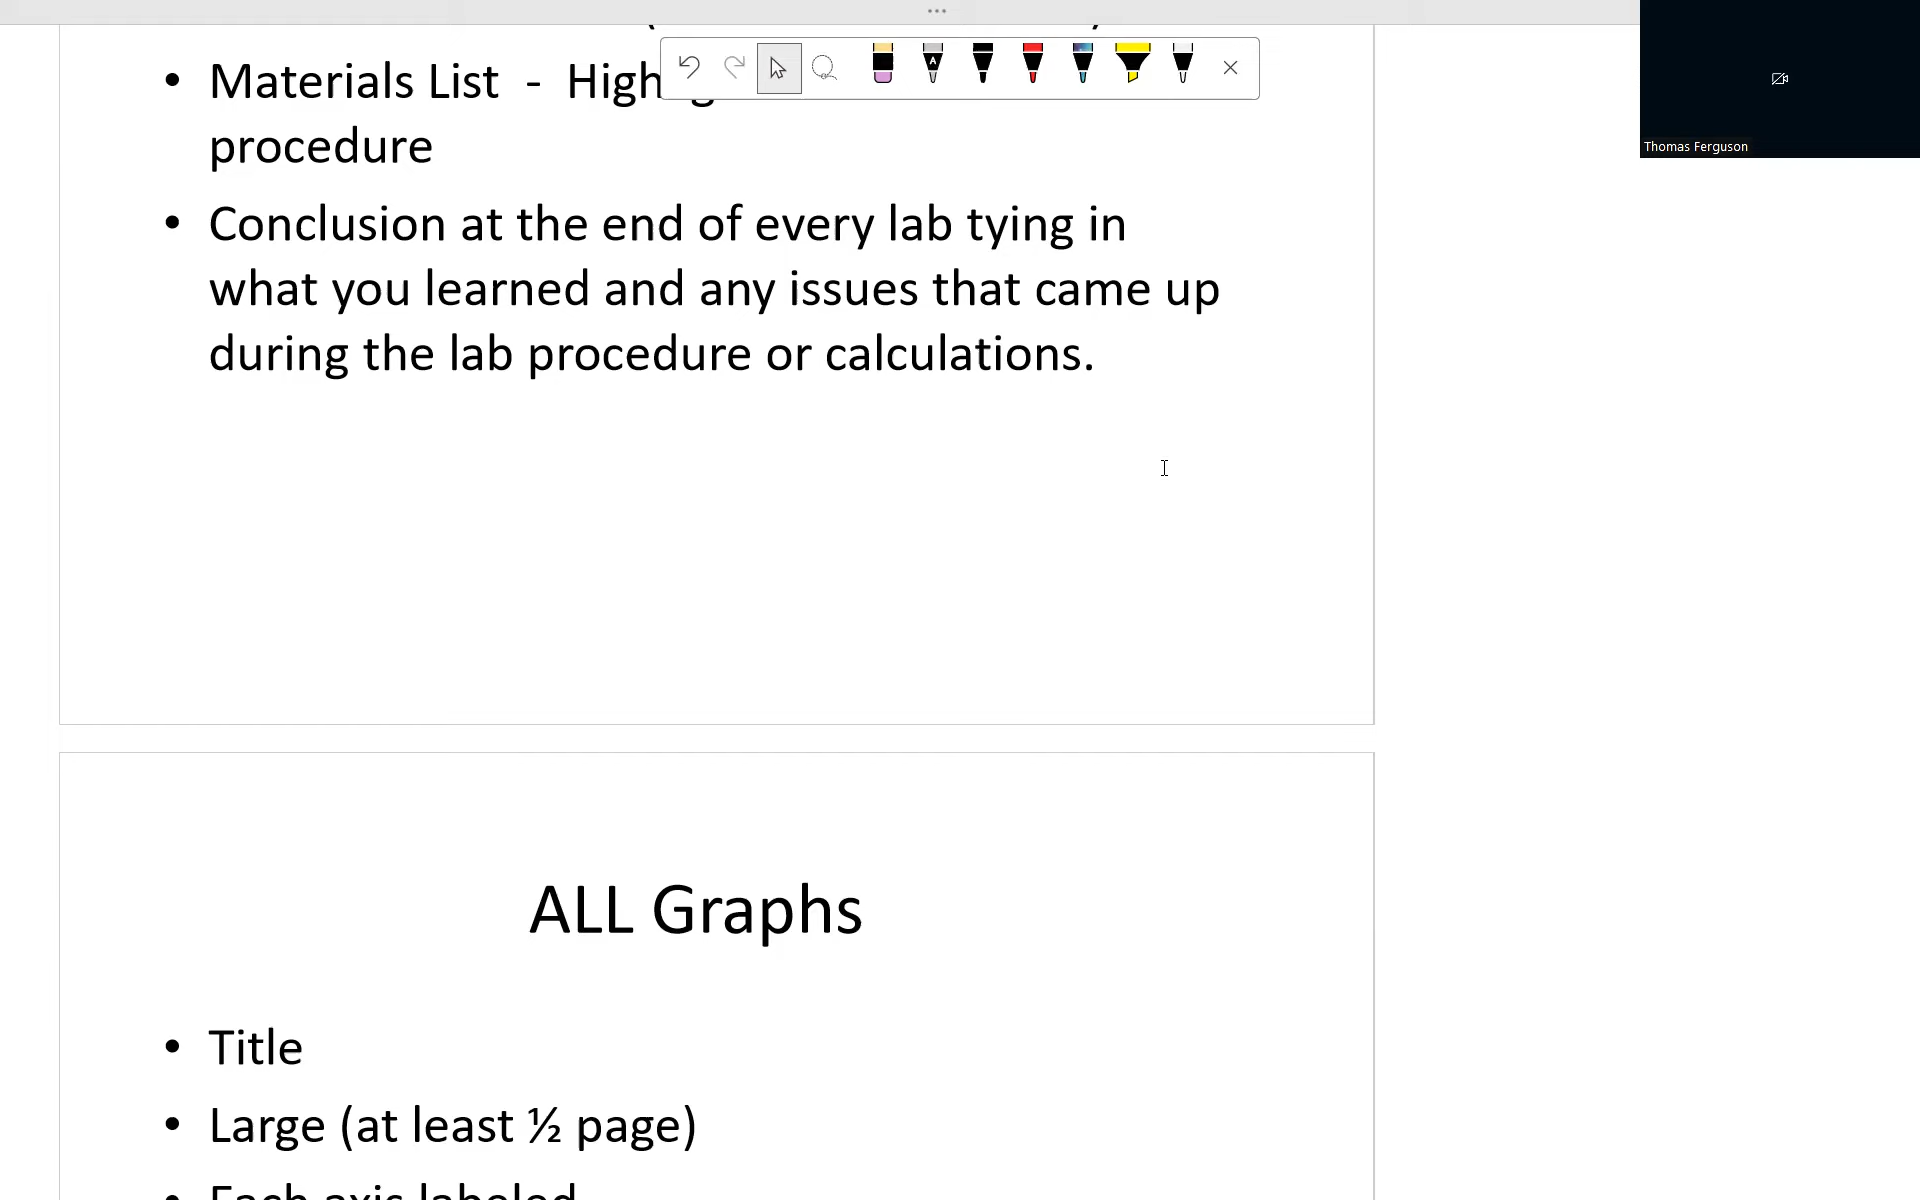 • Materials List - High
procedure
• Conclusion at the end of every lab tying in
what you learned and any issues that came up
during the lab procedure or calculations.
Thomas Ferguson
ALL Graphs
• Title
• Large (at least ½ page)
• Each axis labeled